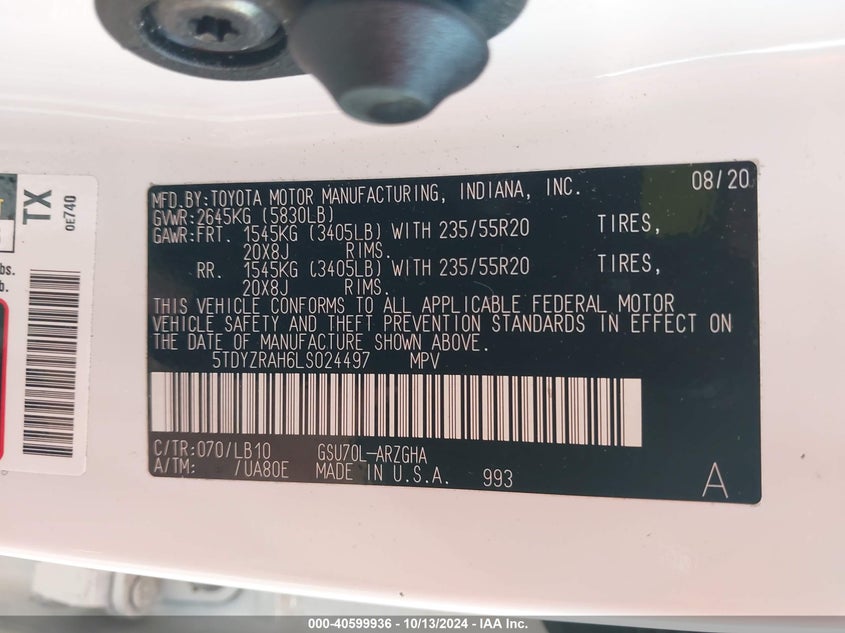 MFD.BY:TOYOTA MOTOR MANUFACTURING, INDIANA, INC. 08/20
GVWR:2645KG (5830LB)
GAWR:FRT. 1545KG (3405LB) WITH 235/55R20 TIRES,
20X8J RIMS.
RR. 1545KG (3405LB) WITH 235/55R20 TIRES,
20X8J RIMS.
THIS VEHICLE CONFORMS TO ALL APPLICABLE FEDERAL MOTOR
VEHICLE SAFETY AND THEFT PREVENTION STANDARDS IN EFFECT ON
THE DATE OF MANUFACTURE SHOWN ABOVE.
5TDYZRAH6LS024497 MPV
C/TR:070/LB10 GSU70L-ARZGHA
A/TM: /UA80E MADE IN U.S.A. 993 A
TX
0E740
lbs.
lb.
000-40599936 - 10/13/2024 - IAA Inc.